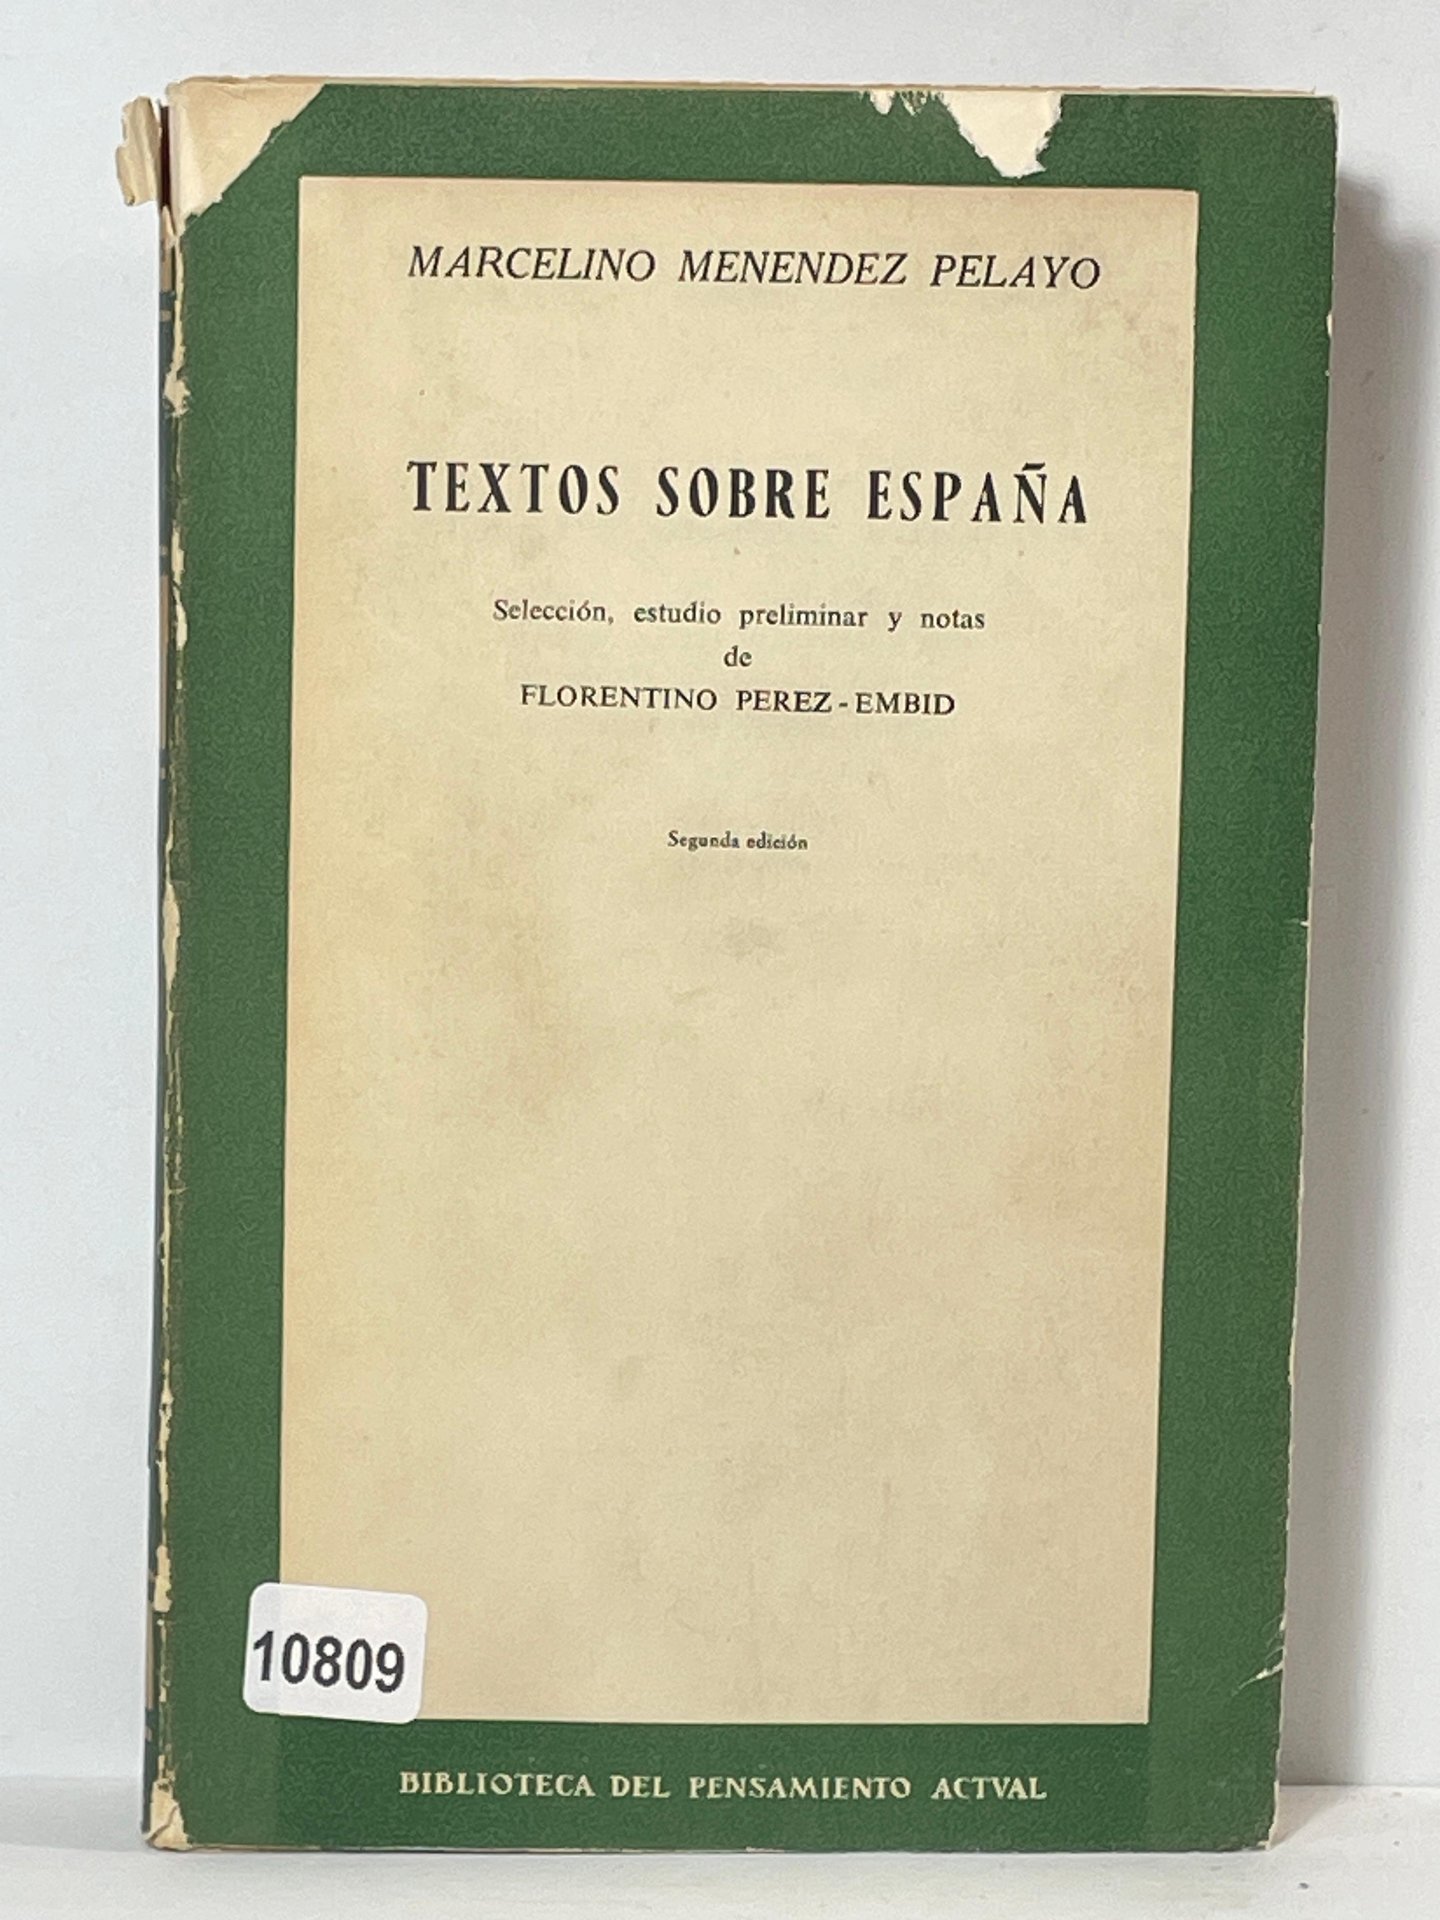 MARCELINO MENENDEZ PELAYO
TEXTOS SOBRE ESPAÑA
Selección, estudio preliminar y notas
de
FLORENTINO PEREZ-EMBID
Segunda edición
10809
BIBLIOTECA DEL PENSAMIENTO ACTVAL